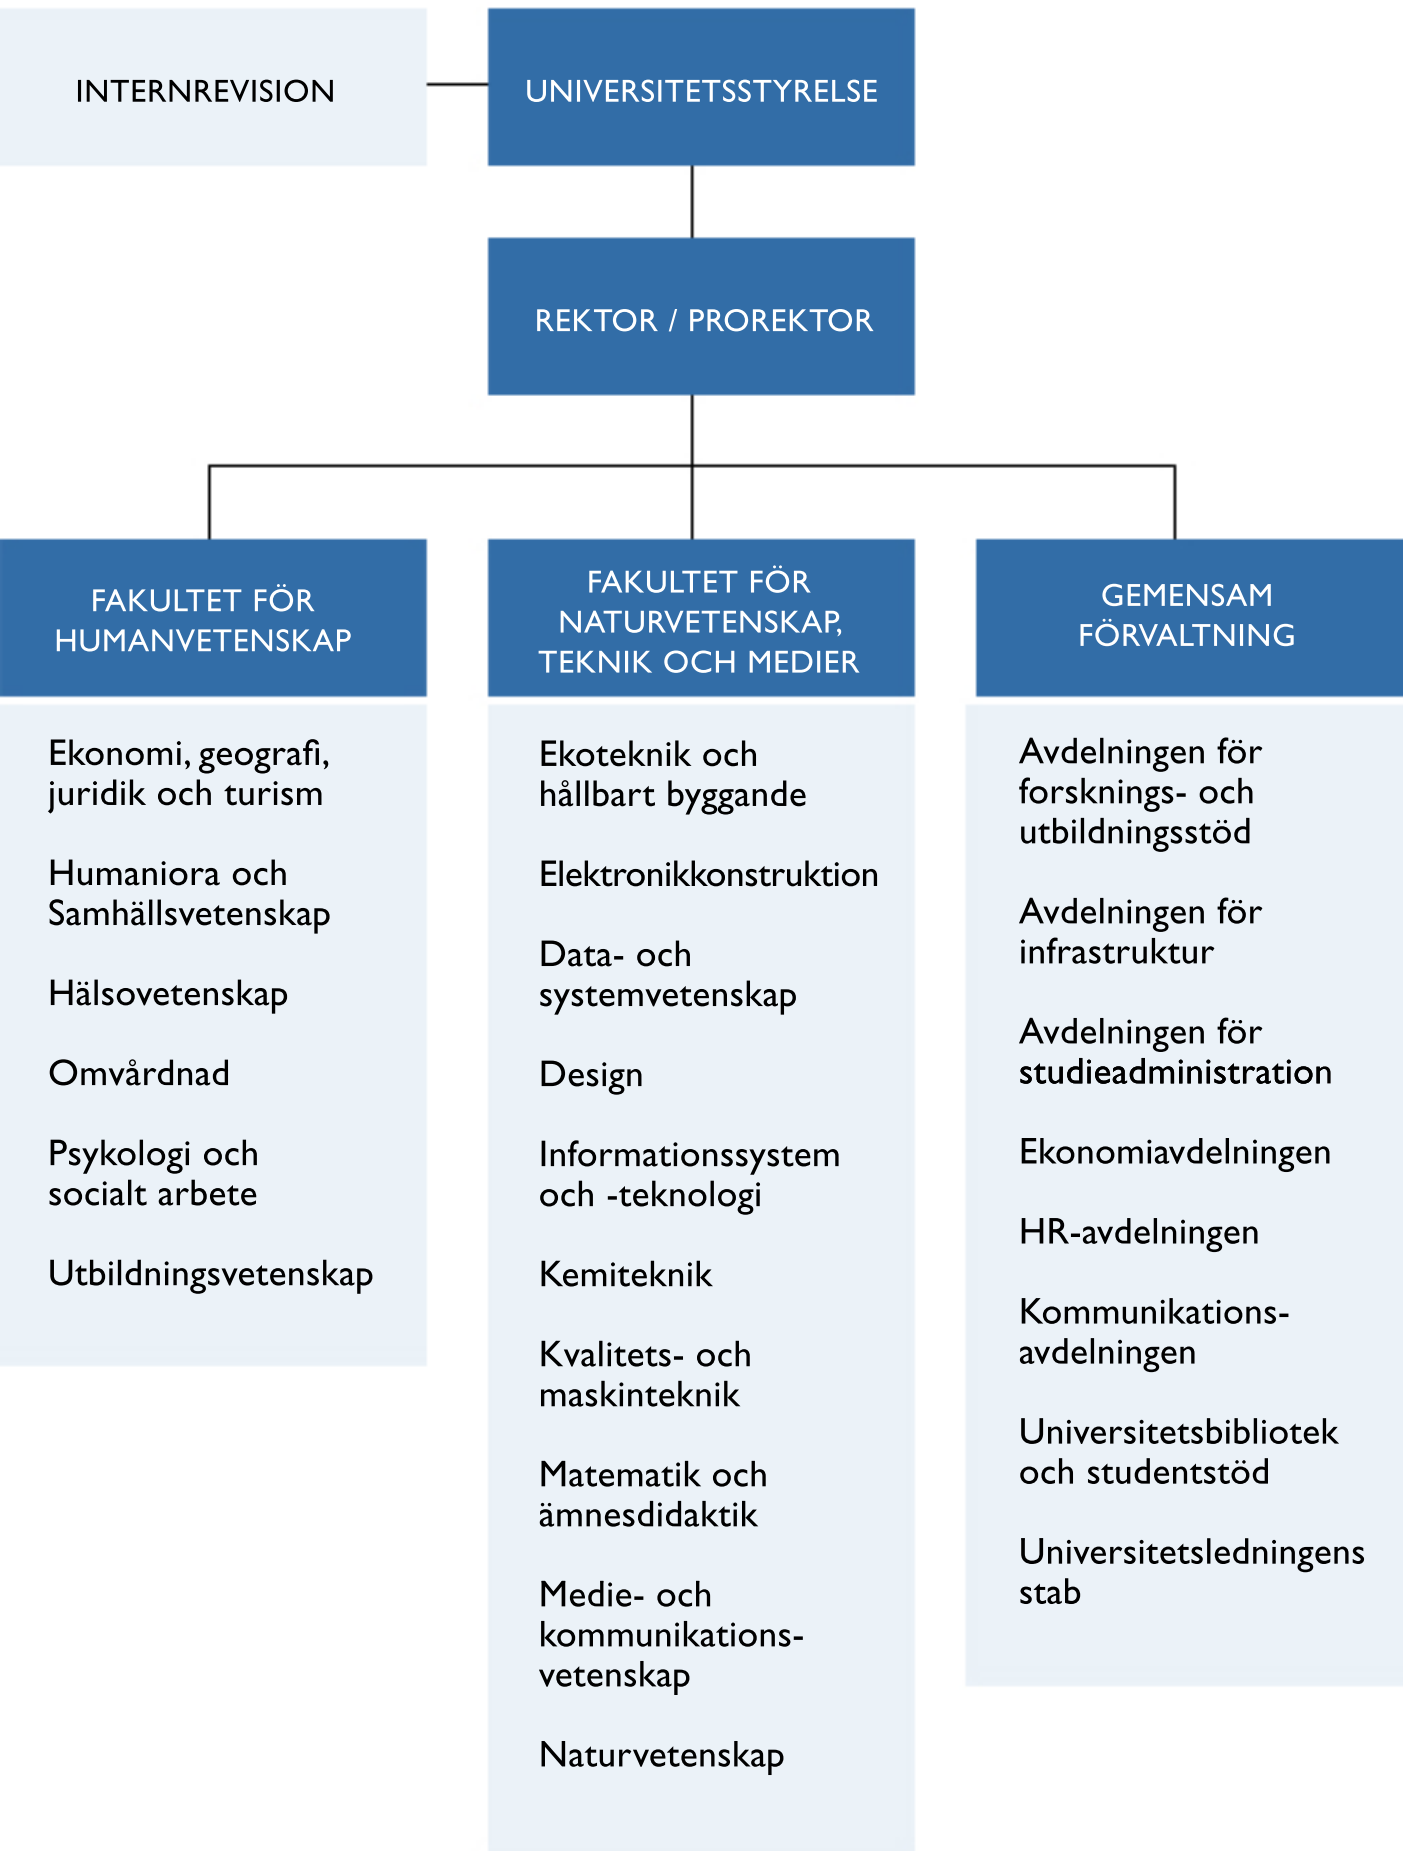 INTERNREVISION
UNIVERSITETSSTYRELSE
REKTOR / PROREKTOR
FAKULTET FÖR
HUMANVETENSKAP
Ekonomi, geografi,
juridik och turism
Humaniora och
Samhällsvetenskap
Hälsovetenskap
Omvårdnad
Psykologi och
socialt arbete
Utbildningsvetenskap
FAKULTET FÖR
NATURVETENSKAP,
TEKNIK OCH MEDIER
Ekoteknik och
hållbart byggande
Elektronikkonstruktion
Data- och
systemvetenskap
Design
Informationssystem
och -teknologi
Kemiteknik
Kvalitets- och
maskinteknik
Matematik och
ämnesdidaktik
Medie- och
kommunikations-
vetenskap
Naturvetenskap
GEMENSAM
FÖRVALTNING
Avdelningen för
forsknings- och
utbildningsstöd
Avdelningen för
infrastruktur
Avdelningen för
studieadministration
Ekonomiavdelningen
HR-avdelningen
Kommunikations-
avdelningen
Universitetsbibliotek
och studentstöd
Universitetsledningens
stab